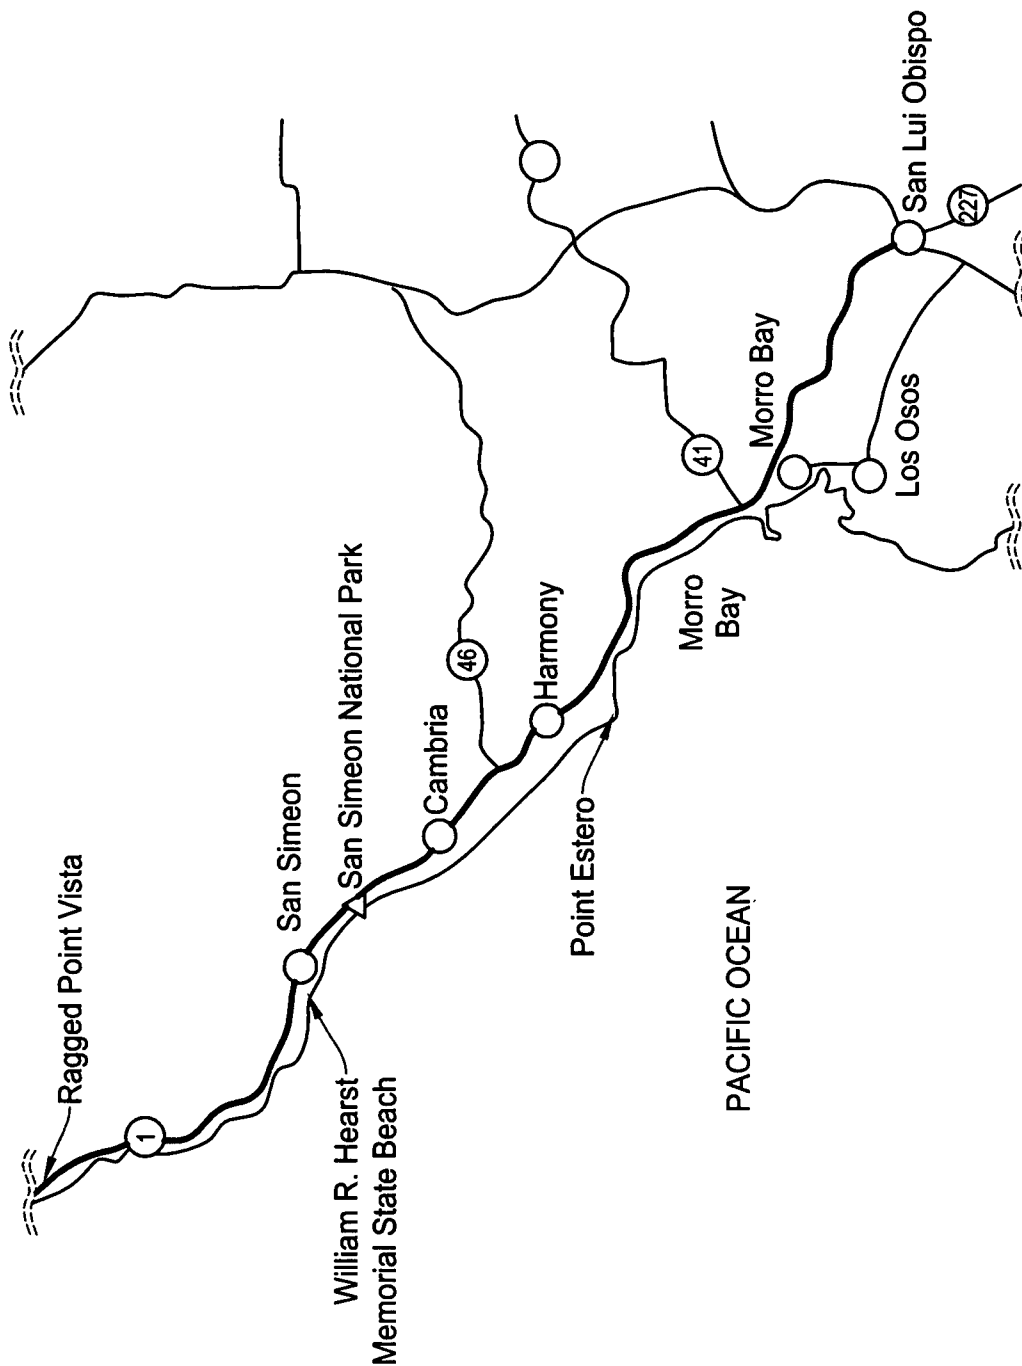 Ragged Point Vista
1
San Simeon
William R. Hearst
Memorial State Beach
San Simeon National Park
Cambria
46
Harmony
Point Estero
PACIFIC OCEAN
Morro
Bay
41
Morro Bay
Los Osos
San Lui Obispo
227